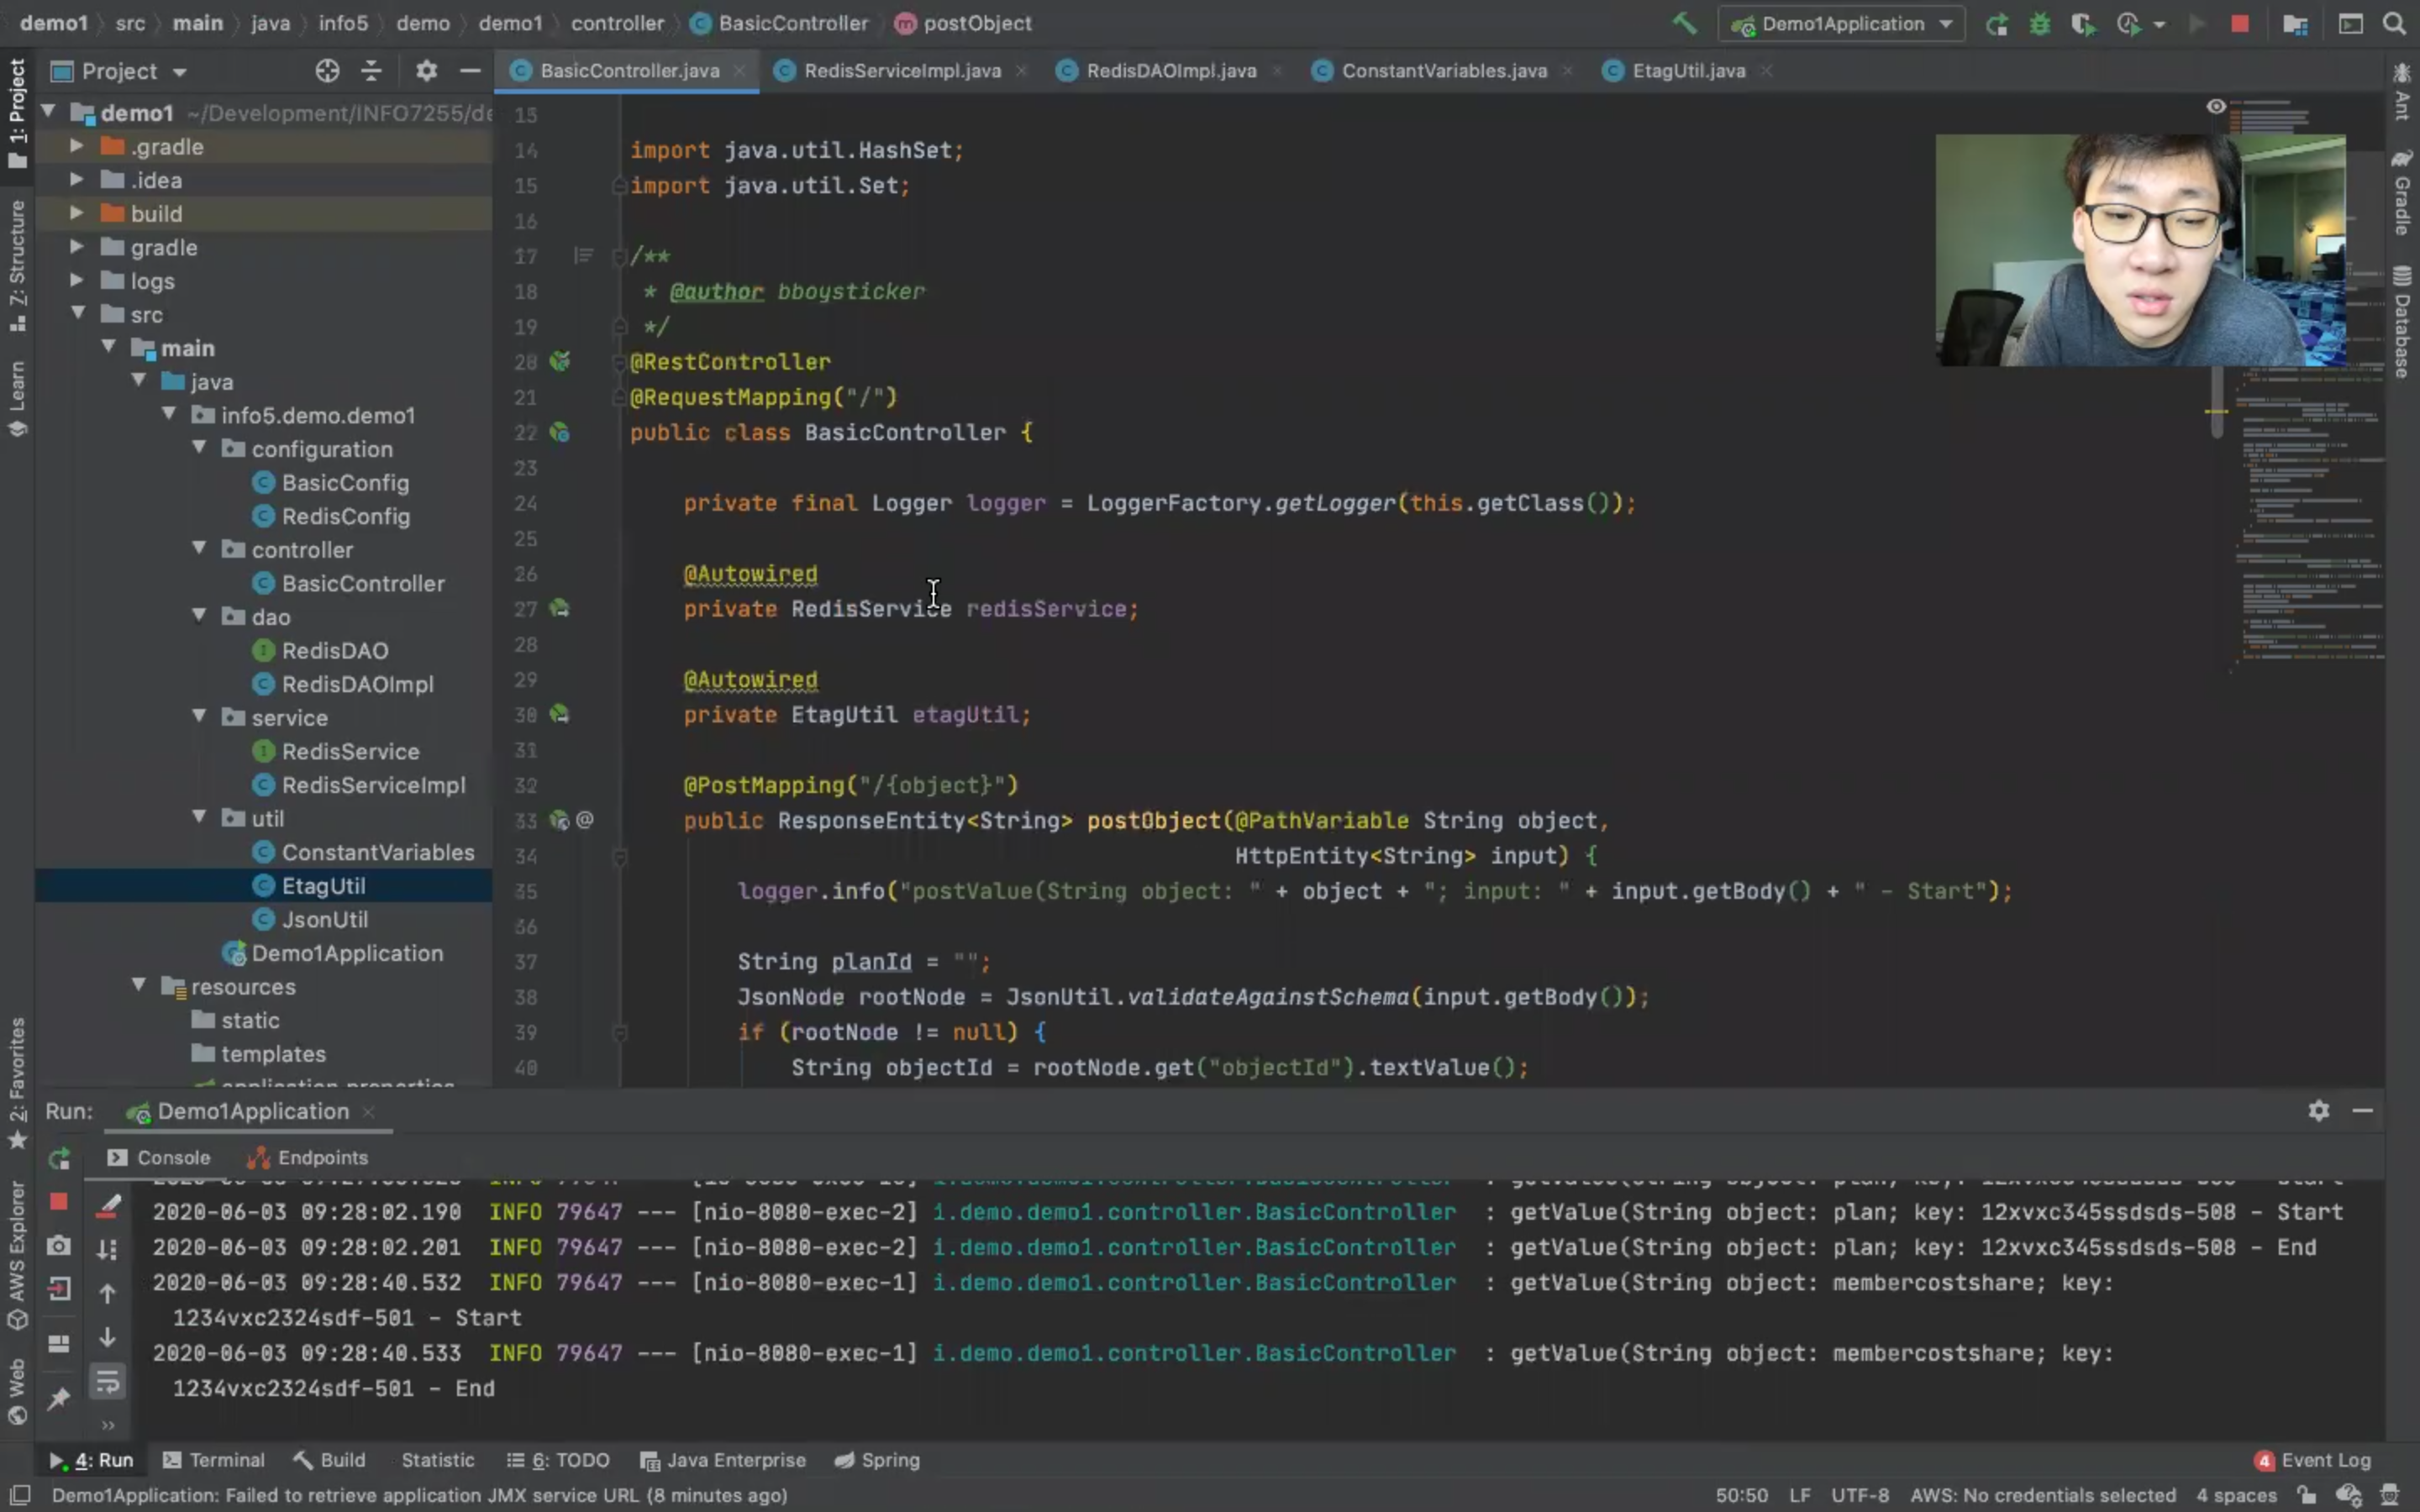 demo1 src main java info5 demo demo1 controller BasicController postObject Demo1Application
Project
BasicController.java RedisServiceImpl.java RedisDAOImpl.java ConstantVariables.java EtagUtil.java
1: Project
Z: Structure
Learn
2: Favorites
AWS Explorer
Web
demo1 ~/Development/INFO7255/de
.gradle
.idea
build
gradle
logs
src
main
java
info5.demo.demo1
configuration
BasicConfig
RedisConfig
controller
BasicController
dao
RedisDAO
RedisDAOImpl
service
RedisService
RedisServiceImpl
util
ConstantVariables
EtagUtil
JsonUtil
Demo1Application
resources
static
templates
application.properties
13
14 import java.util.HashSet;
15 import java.util.Set;
16
17 /**
18 * @author bboysticker
19 */
20 @RestController
21 @RequestMapping("/")
22 public class BasicController {
23
24 private final Logger logger = LoggerFactory.getLogger(this.getClass());
25
26 @Autowired
27 private RedisService redisService;
28
29 @Autowired
30 private EtagUtil etagUtil;
31
32 @PostMapping("/{object}")
33 @ public ResponseEntity<String> postObject(@PathVariable String object,
34 HttpEntity<String> input) {
35 logger.info("postValue(String object: " + object + "; input: " + input.getBody() + " - Start");
36
37 String planId = "";
38 JsonNode rootNode = JsonUtil.validateAgainstSchema(input.getBody());
39 if (rootNode != null) {
40 String objectId = rootNode.get("objectId").textValue();
Ant
Gradle
Database
Run: Demo1Application
Console Endpoints
2020-06-03 09:28:02.190 INFO 79647 --- [nio-8080-exec-2] i.demo.demo1.controller.BasicController : getValue(String object: plan; key: 12xvxc345ssdsds-508 - Start
2020-06-03 09:28:02.201 INFO 79647 --- [nio-8080-exec-2] i.demo.demo1.controller.BasicController : getValue(String object: plan; key: 12xvxc345ssdsds-508 - End
2020-06-03 09:28:40.532 INFO 79647 --- [nio-8080-exec-1] i.demo.demo1.controller.BasicController : getValue(String object: membercostshare; key:
1234vxc2324sdf-501 - Start
2020-06-03 09:28:40.533 INFO 79647 --- [nio-8080-exec-1] i.demo.demo1.controller.BasicController : getValue(String object: membercostshare; key:
1234vxc2324sdf-501 - End
4: Run Terminal Build Statistic 6: TODO Java Enterprise Spring 4 Event Log
Demo1Application: Failed to retrieve application JMX service URL (8 minutes ago) 50:50 LF UTF-8 AWS: No credentials selected 4 spaces